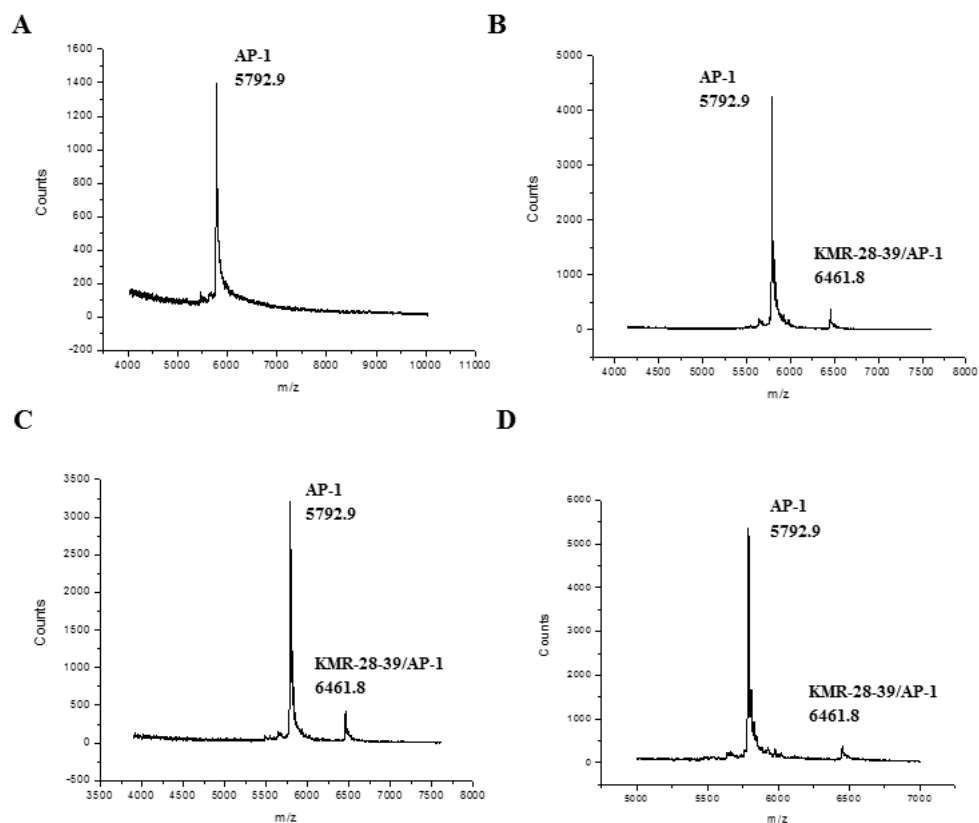 A
AP-1
5792.9
1600
1400
1200
1000
800
600
400
200
0
-200
Counts
4000 5000 6000 7000 8000 9000 10000 11000
m/z
B
AP-1
5792.9
KMR-28-39/AP-1
6461.8
5000
4000
3000
2000
1000
0
Counts
4000 4500 5000 5500 6000 6500 7000 7500 8000
m/z
C
AP-1
5792.9
KMR-28-39/AP-1
6461.8
3500
3000
2500
2000
1500
1000
500
0
-500
Counts
3500 4000 4500 5000 5500 6000 6500 7000 7500 8000
m/z
D
AP-1
5792.9
KMR-28-39/AP-1
6461.8
6000
5000
4000
3000
2000
1000
0
Counts
5000 5500 6000 6500 7000
m/z